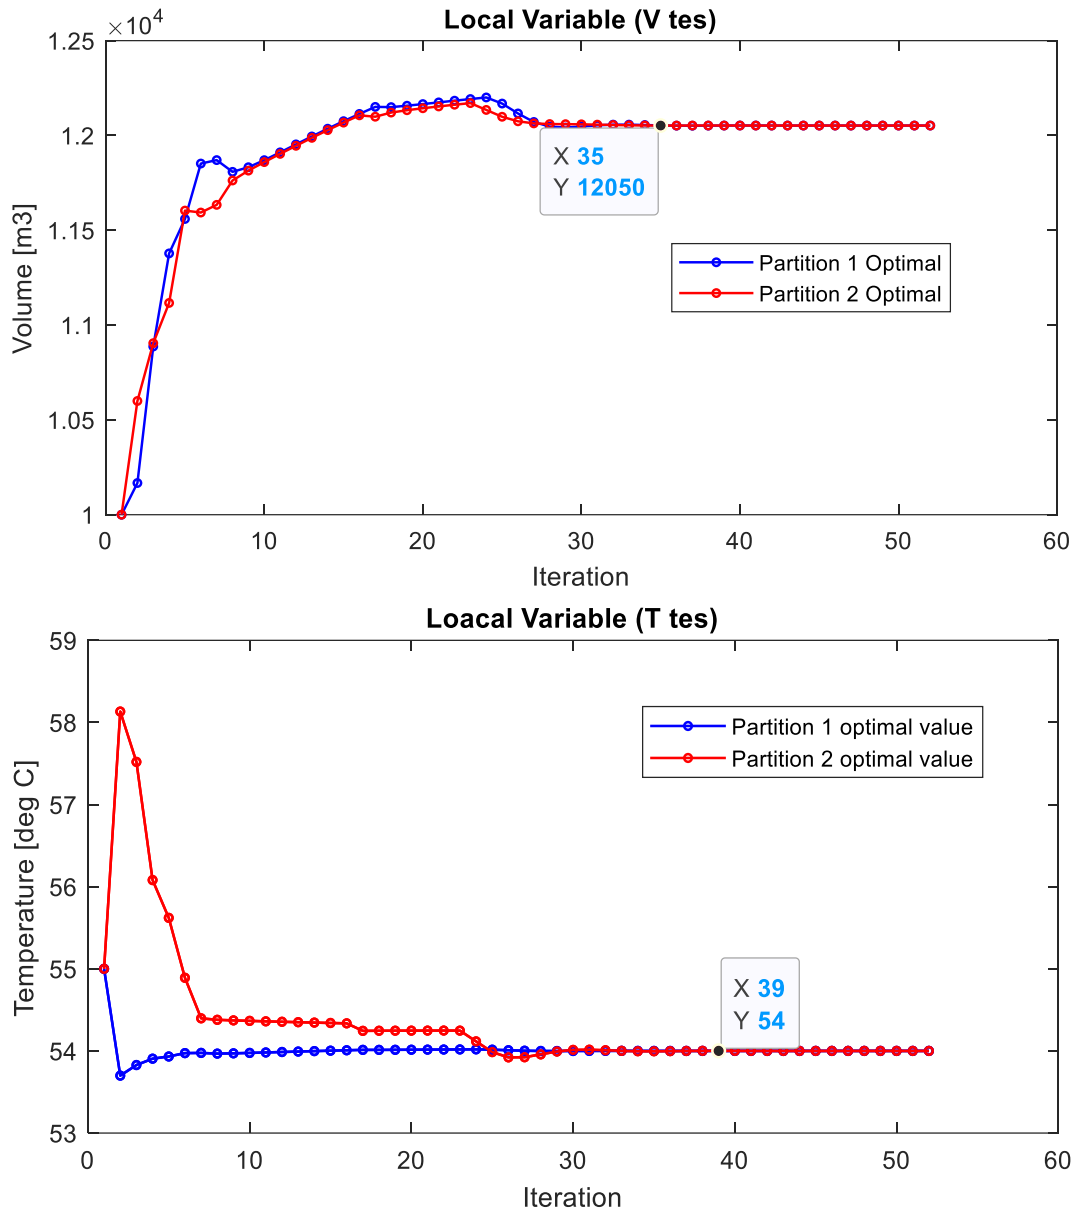 Local Variable (V tes)
×10⁴
1.25
1.2
1.15
1.1
1.05
1
Volume [m3]
X 35
Y 12050
Partition 1 Optimal
Partition 2 Optimal
0 10 20 30 40 50 60
Iteration
Loacal Variable (T tes)
59
58
57
56
55
54
53
Temperature [deg C]
Partition 1 optimal value
Partition 2 optimal value
X 39
Y 54
0 10 20 30 40 50 60
Iteration